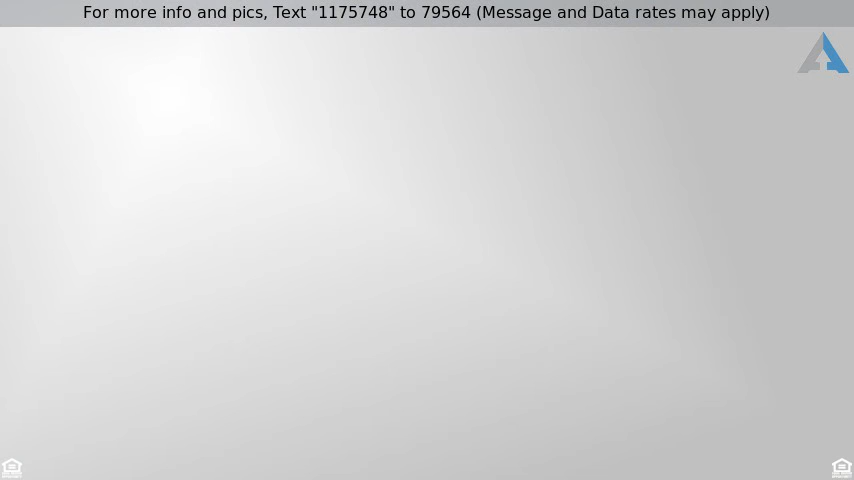 For more info and pics, Text "1175748" to 79564 (Message and Data rates may apply)